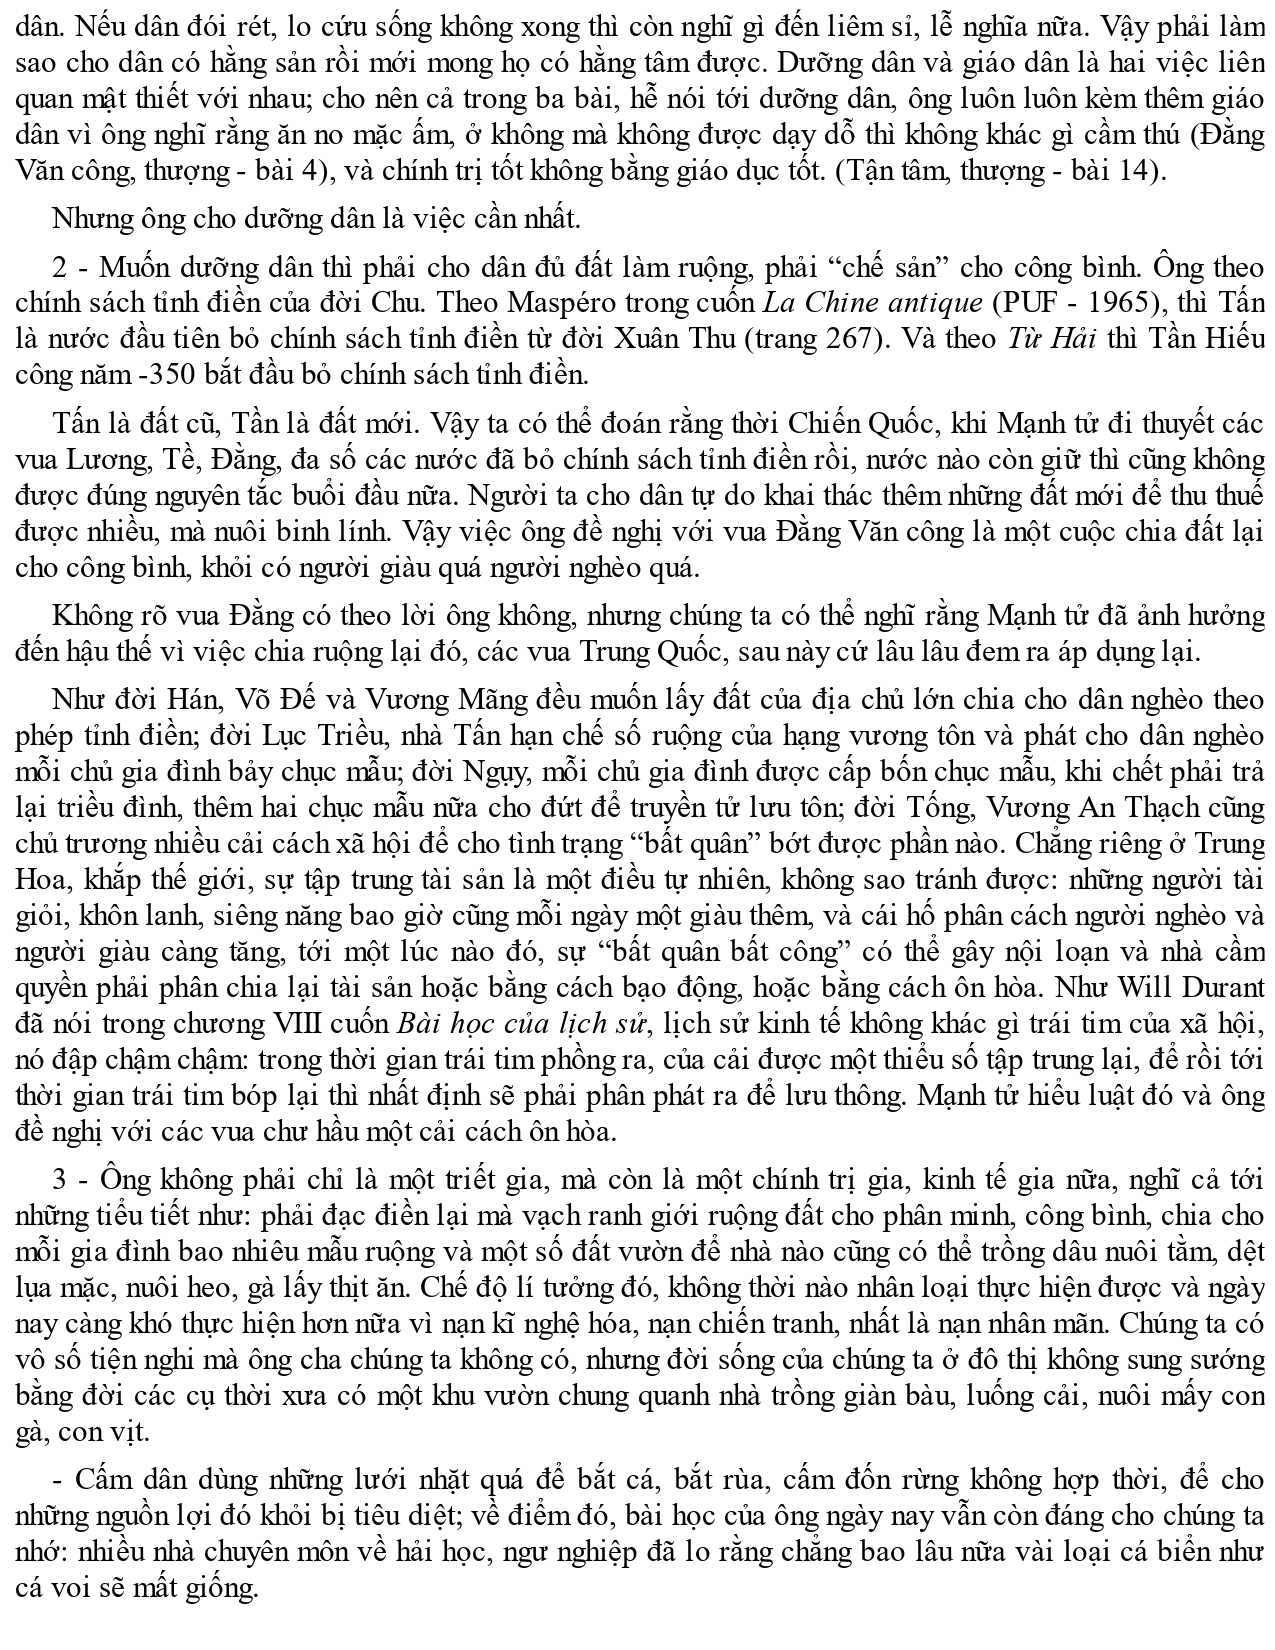 dân. Nếu dân đói rét, lo cứu sống không xong thì còn nghĩ gì đến liêm sỉ, lễ nghĩa nữa. Vậy phải làm
sao cho dân có hằng sản rồi mới mong họ có hằng tâm được. Dưỡng dân và giáo dân là hai việc liên
quan mật thiết với nhau; cho nên cả trong ba bài, hễ nói tới dưỡng dân, ông luôn luôn kèm thêm giáo
dân vì ông nghĩ rằng ăn no mặc ấm, ở không mà không được dạy dỗ thì không khác gì cầm thú (Đằng
Văn công, thượng - bài 4), và chính trị tốt không bằng giáo dục tốt. (Tận tâm, thượng - bài 14).
Nhưng ông cho dưỡng dân là việc cần nhất.
2 - Muốn dưỡng dân thì phải cho dân đủ đất làm ruộng, phải “chế sản” cho công bình. Ông theo
chính sách tỉnh điền của đời Chu. Theo Maspéro trong cuốn La Chine antique (PUF - 1965), thì Tấn
là nước đầu tiên bỏ chính sách tỉnh điền từ đời Xuân Thu (trang 267). Và theo Từ Hải thì Tần Hiếu
công năm -350 bắt đầu bỏ chính sách tỉnh điền.
Tấn là đất cũ, Tần là đất mới. Vậy ta có thể đoán rằng thời Chiến Quốc, khi Mạnh tử đi thuyết các
vua Lương, Tề, Đằng, đa số các nước đã bỏ chính sách tỉnh điền rồi, nước nào còn giữ thì cũng không
được đúng nguyên tắc buổi đầu nữa. Người ta cho dân tự do khai thác thêm những đất mới để thu thuế
được nhiều, mà nuôi binh lính. Vậy việc ông đề nghị với vua Đằng Văn công là một cuộc chia đất lại
cho công bình, khỏi có người giàu quá người nghèo quá.
Không rõ vua Đằng có theo lời ông không, nhưng chúng ta có thể nghĩ rằng Mạnh tử đã ảnh hưởng
đến hậu thế vì việc chia ruộng lại đó, các vua Trung Quốc, sau này cứ lâu lâu đem ra áp dụng lại.
Như đời Hán, Võ Đế và Vương Mãng đều muốn lấy đất của địa chủ lớn chia cho dân nghèo theo
phép tỉnh điền; đời Lục Triều, nhà Tấn hạn chế số ruộng của hạng vương tôn và phát cho dân nghèo
mỗi chủ gia đình bảy chục mẫu; đời Ngụy, mỗi chủ gia đình được cấp bốn chục mẫu, khi chết phải trả
lại triều đình, thêm hai chục mẫu nữa cho đứt để truyền tử lưu tôn; đời Tống, Vương An Thạch cũng
chủ trương nhiều cải cách xã hội để cho tình trạng “bất quân” bớt được phần nào. Chẳng riêng ở Trung
Hoa, khắp thế giới, sự tập trung tài sản là một điều tự nhiên, không sao tránh được: những người tài
giỏi, khôn lanh, siêng năng bao giờ cũng mỗi ngày một giàu thêm, và cái hố phân cách người nghèo và
người giàu càng tăng, tới một lúc nào đó, sự “bất quân bất công” có thể gây nội loạn và nhà cầm
quyền phải phân chia lại tài sản hoặc bằng cách bạo động, hoặc bằng cách ôn hòa. Như Will Durant
đã nói trong chương VIII cuốn Bài học của lịch sử, lịch sử kinh tế không khác gì trái tim của xã hội,
nó đập chậm chậm: trong thời gian trái tim phồng ra, của cải được một thiểu số tập trung lại, để rồi tới
thời gian trái tim bóp lại thì nhất định sẽ phải phân phát ra để lưu thông. Mạnh tử hiểu luật đó và ông
đề nghị với các vua chư hầu một cải cách ôn hòa.
3 - Ông không phải chỉ là một triết gia, mà còn là một chính trị gia, kinh tế gia nữa, nghĩ cả tới
những tiểu tiết như: phải đạc điền lại mà vạch ranh giới ruộng đất cho phân minh, công bình, chia cho
mỗi gia đình bao nhiêu mẫu ruộng và một số đất vườn để nhà nào cũng có thể trồng dâu nuôi tằm, dệt
lụa mặc, nuôi heo, gà lấy thịt ăn. Chế độ lí tưởng đó, không thời nào nhân loại thực hiện được và ngày
nay càng khó thực hiện hơn nữa vì nạn kĩ nghệ hóa, nạn chiến tranh, nhất là nạn nhân mãn. Chúng ta có
vô số tiện nghi mà ông cha chúng ta không có, nhưng đời sống của chúng ta ở đô thị không sung sướng
bằng đời các cụ thời xưa có một khu vườn chung quanh nhà trồng giàn bàu, luống cải, nuôi mấy con
gà, con vịt.
- Cấm dân dùng những lưới nhặt quá để bắt cá, bắt rùa, cấm đốn rừng không hợp thời, để cho
những nguồn lợi đó khỏi bị tiêu diệt; về điểm đó, bài học của ông ngày nay vẫn còn đáng cho chúng ta
nhớ: nhiều nhà chuyên môn về hải học, ngư nghiệp đã lo rằng chẳng bao lâu nữa vài loại cá biển như
cá voi sẽ mất giống.